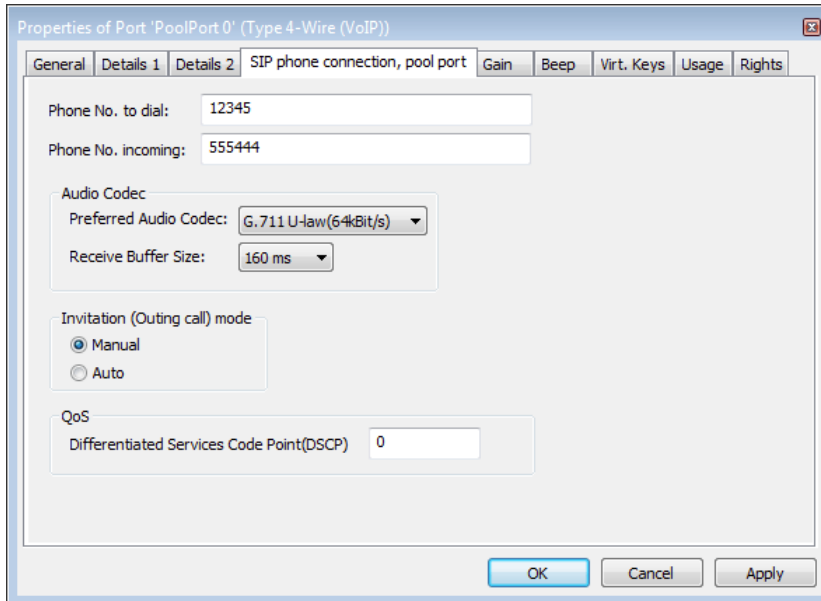 Properties of Port 'PoolPort 0' (Type 4-Wire (VoIP))
General Details 1 Details 2 SIP phone connection, pool port Gain Beep Virt. Keys Usage Rights
Phone No. to dial: 12345
Phone No. incoming: 555444
Audio Codec
Preferred Audio Codec: G.711 U-law(64kBit/s)
Receive Buffer Size: 160 ms
Invitation (Outing call) mode
Manual
Auto
QoS
Differentiated Services Code Point(DSCP) 0
OK Cancel Apply